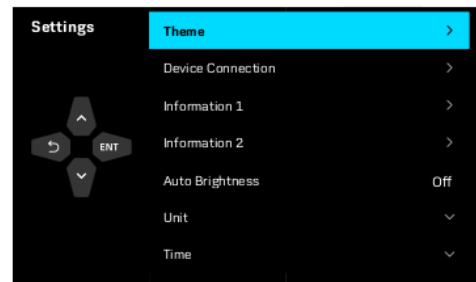 Settings
Theme
Device Connection
Information 1
Information 2
ENT
Auto Brightness Off
Unit
Time